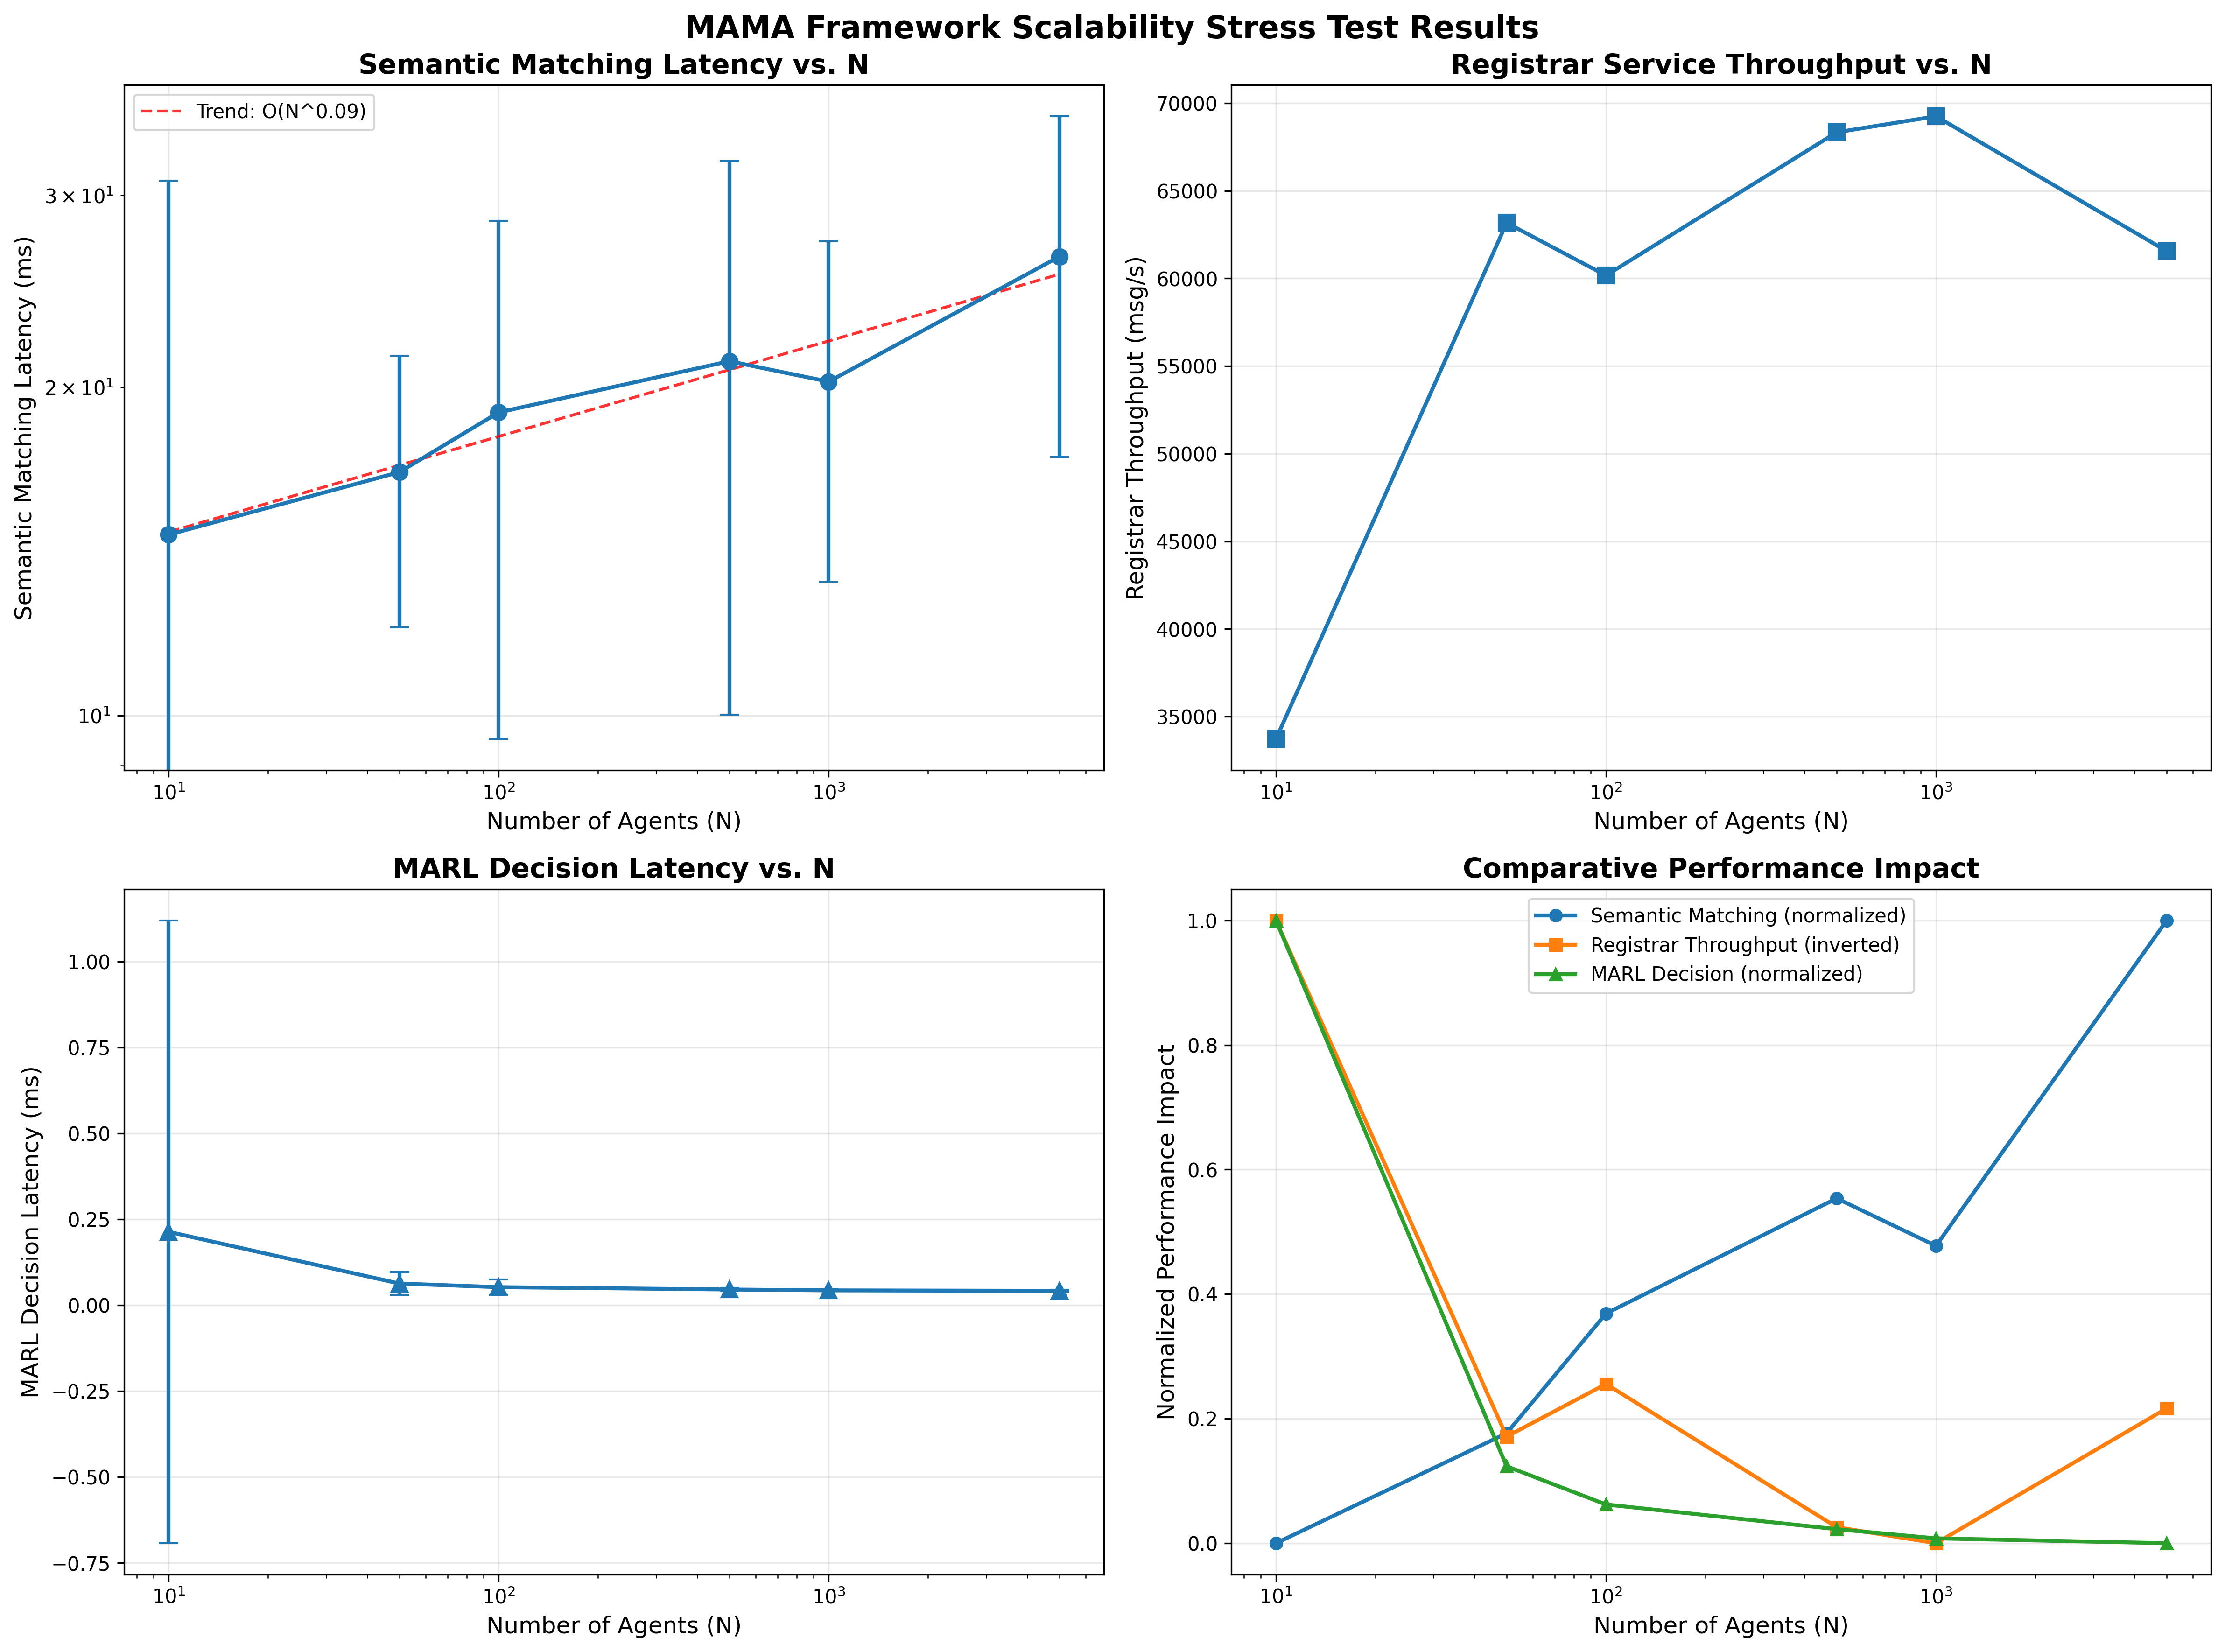 MAMA Framework Scalability Stress Test Results
Semantic Matching Latency vs. N
Trend: O(N^0.09)
Semantic Matching Latency (ms)
3 × 10¹
2 × 10¹
10¹
10¹
10²
10³
Number of Agents (N)
Registrar Service Throughput vs. N
Registrar Throughput (msg/s)
70000
65000
60000
55000
50000
45000
40000
35000
10¹
10²
10³
Number of Agents (N)
MARL Decision Latency vs. N
MARL Decision Latency (ms)
1.00
0.75
0.50
0.25
0.00
−0.25
−0.50
−0.75
10¹
10²
10³
Number of Agents (N)
Comparative Performance Impact
Semantic Matching (normalized)
Registrar Throughput (inverted)
MARL Decision (normalized)
Normalized Performance Impact
1.0
0.8
0.6
0.4
0.2
0.0
10¹
10²
10³
Number of Agents (N)